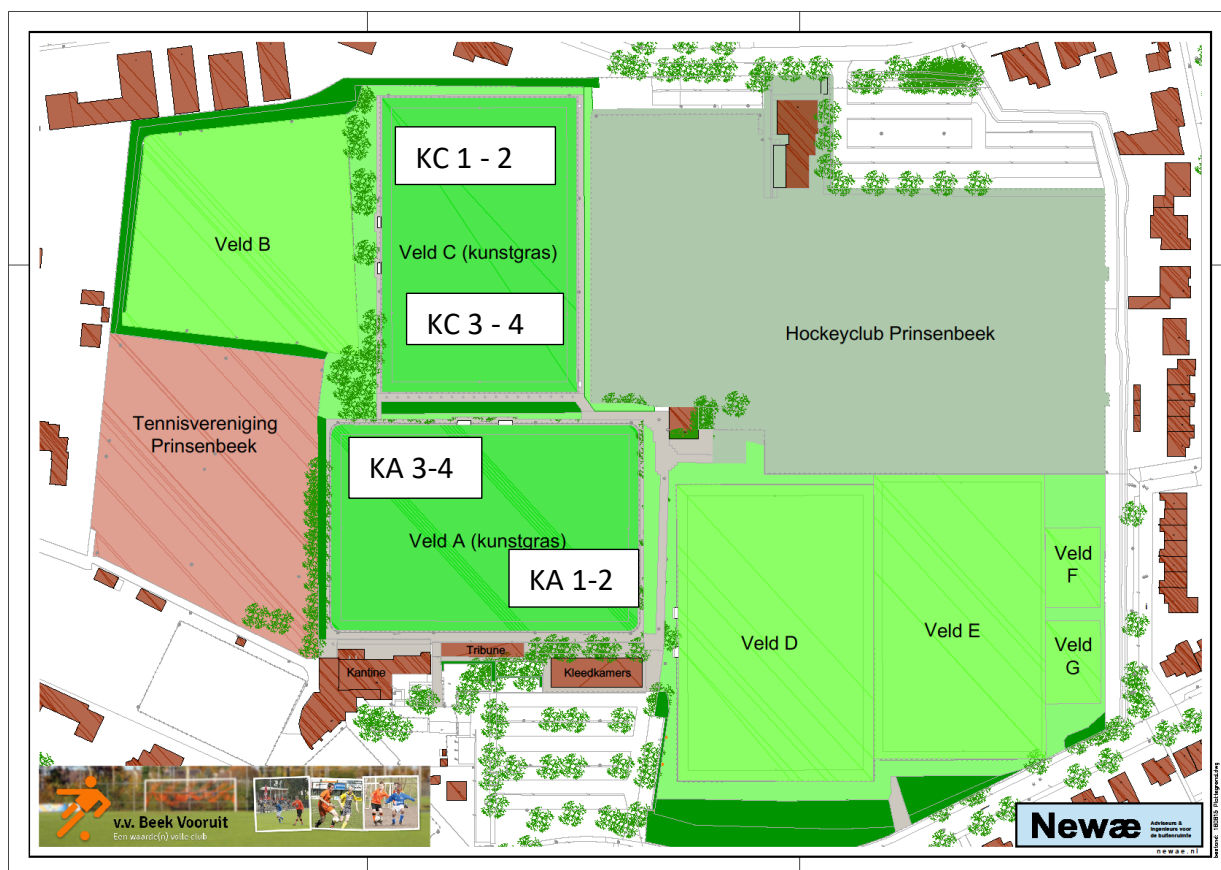 KC 1 - 2
Veld B
Veld C (kunstgras)
KC 3 - 4
Hockeyclub Prinsenbeek
Tennisvereniging
Prinsenbeek
KA 3-4
Veld A (kunstgras)
KA 1-2
Veld
F
Veld E
Veld D
Veld
G
Tribune
Kantine
Kleedkamers
v.v. Beek Vooruit
Een waarde(n) volle club
Newae
Adviseurs &
ingenieurs voor
de buitenruimte
newae.nl